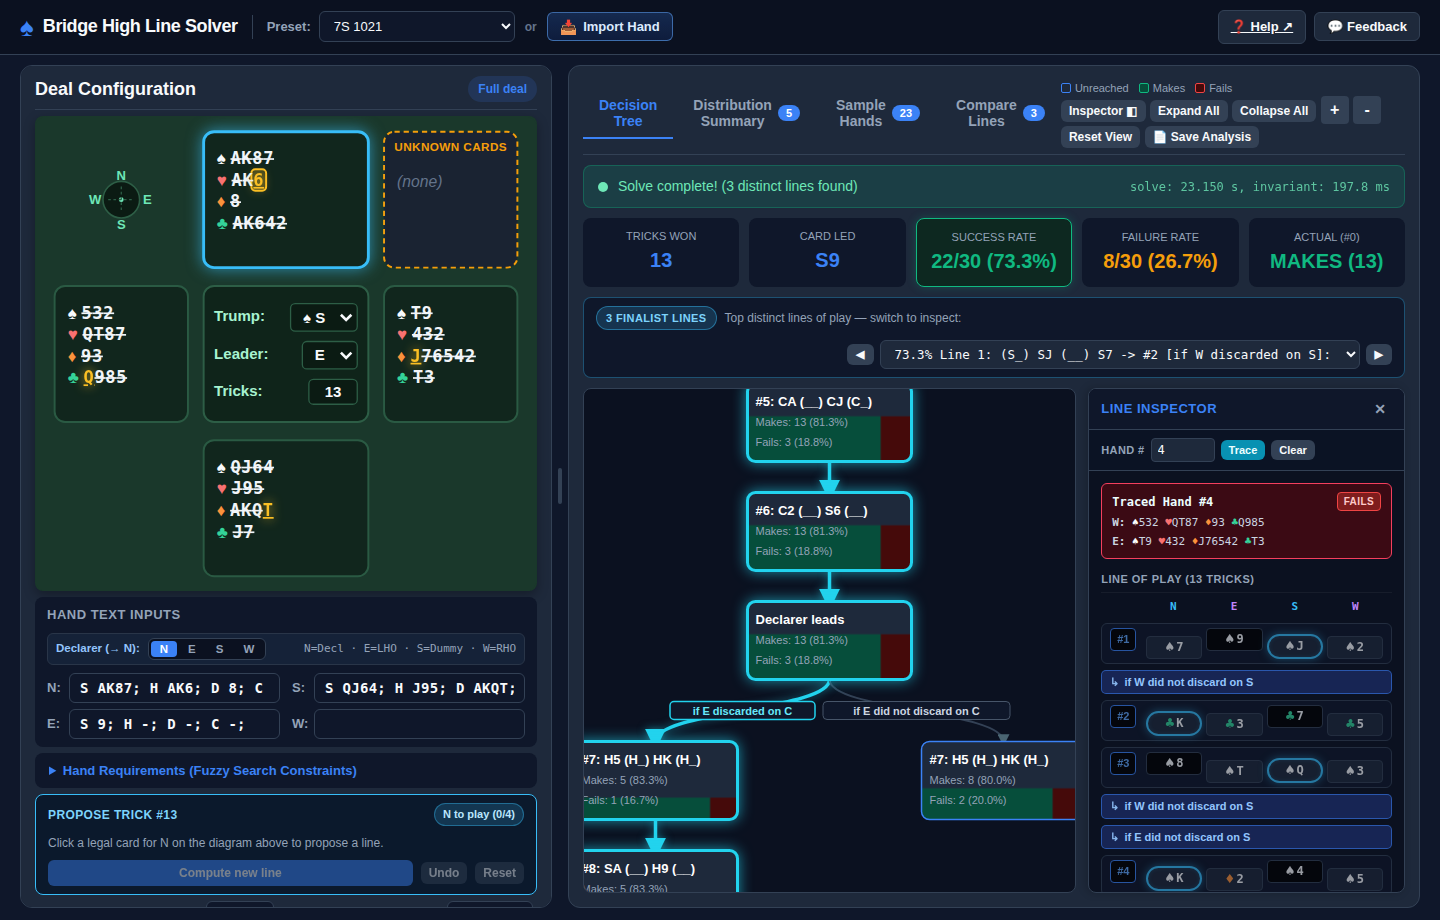 ♠ Bridge High Line Solver
Preset: 7S 1021 or 📥 Import Hand
❓ Help ↗ 💬 Feedback
Deal Configuration
Full deal
N
W E
S
♠ AK87
♥ AK6
♦ 8
♣ AK642
UNKNOWN CARDS
(none)
♠ 532
♥ QT87
♦ 93
♣ Q985
Trump: ♠ S
Leader: E
Tricks: 13
♠ T9
♥ 432
♦ J76542
♣ T3
♠ QJ64
♥ J95
♦ AKQT
♣ J7
HAND TEXT INPUTS
Declarer (→ N): N E S W
N=Decl · E=LHO · S=Dummy · W=RHO
N: S AK87; H AK6; D 8; C
S: S QJ64; H J95; D AKQT;
E: S 9; H -; D -; C -;
W:
▶ Hand Requirements (Fuzzy Search Constraints)
PROPOSE TRICK #13
N to play (0/4)
Click a legal card for N on the diagram above to propose a line.
Compute new line Undo Reset
Decision Tree
Distribution Summary 5
Sample Hands 23
Compare Lines 3
Unreached Makes Fails
Inspector ◧ Expand All Collapse All + -
Reset View 📄 Save Analysis
Solve complete! (3 distinct lines found)
solve: 23.150 s, invariant: 197.8 ms
TRICKS WON
13
CARD LED
S9
SUCCESS RATE
22/30 (73.3%)
FAILURE RATE
8/30 (26.7%)
ACTUAL (#0)
MAKES (13)
3 FINALIST LINES Top distinct lines of play — switch to inspect:
◀ 73.3% Line 1: (S_) SJ (__) S7 -> #2 [if W discarded on S]: ▶
#5: CA (__) CJ (C_)
Makes: 13 (81.3%)
Fails: 3 (18.8%)
#6: C2 (__) S6 (__)
Makes: 13 (81.3%)
Fails: 3 (18.8%)
Declarer leads
Makes: 13 (81.3%)
Fails: 3 (18.8%)
if E discarded on C
if E did not discard on C
#7: H5 (H_) HK (H_)
Makes: 5 (83.3%)
Fails: 1 (16.7%)
#7: H5 (H_) HK (H_)
Makes: 8 (80.0%)
Fails: 2 (20.0%)
#8: SA (__) H9 (__)
Makes: 5 (83.3%)
LINE INSPECTOR ✕
HAND # 4 Trace Clear
Traced Hand #4 FAILS
W: ♠532 ♥QT87 ♦93 ♣Q985
E: ♠T9 ♥432 ♦J76542 ♣T3
LINE OF PLAY (13 TRICKS)
N E S W
#1 ♠7 ♠9 ♠J ♠2
↳ if W did not discard on S
#2 ♣K ♣3 ♣7 ♣5
#3 ♠8 ♠T ♠Q ♠3
↳ if W did not discard on S
↳ if E did not discard on S
#4 ♠K ♦2 ♠4 ♠5